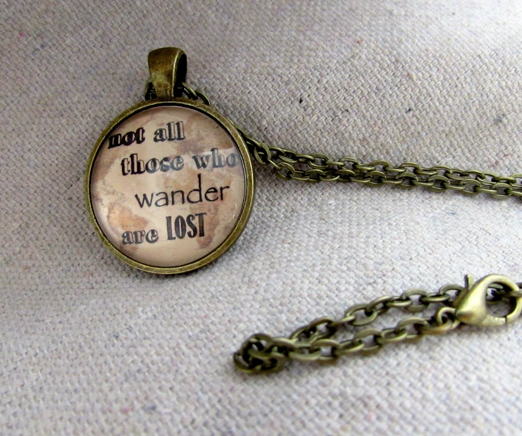 not all
those who
wander
are LOST